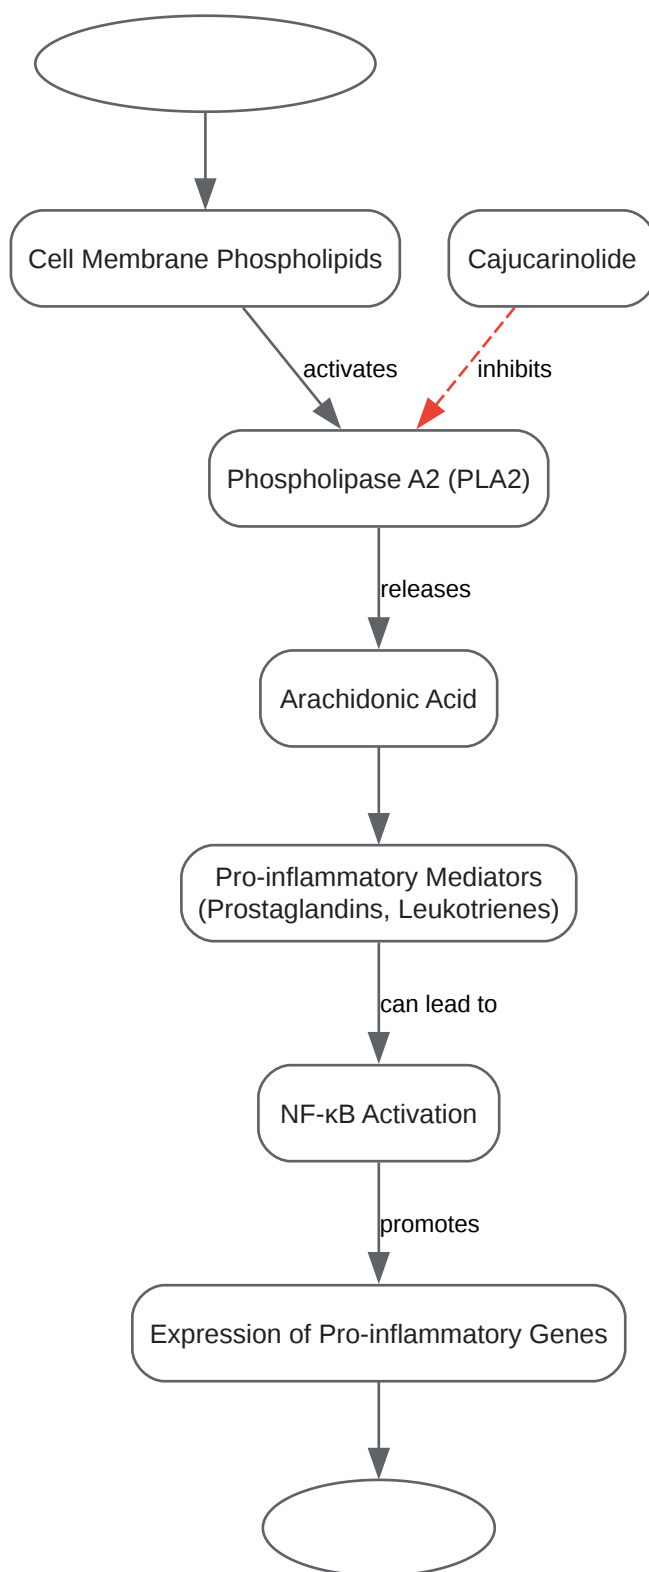 Cell Membrane Phospholipids
Cajucarinolide
activates
inhibits
Phospholipase A2 (PLA2)
releases
Arachidonic Acid
Pro-inflammatory Mediators
(Prostaglandins, Leukotrienes)
can lead to
NF-κB Activation
promotes
Expression of Pro-inflammatory Genes